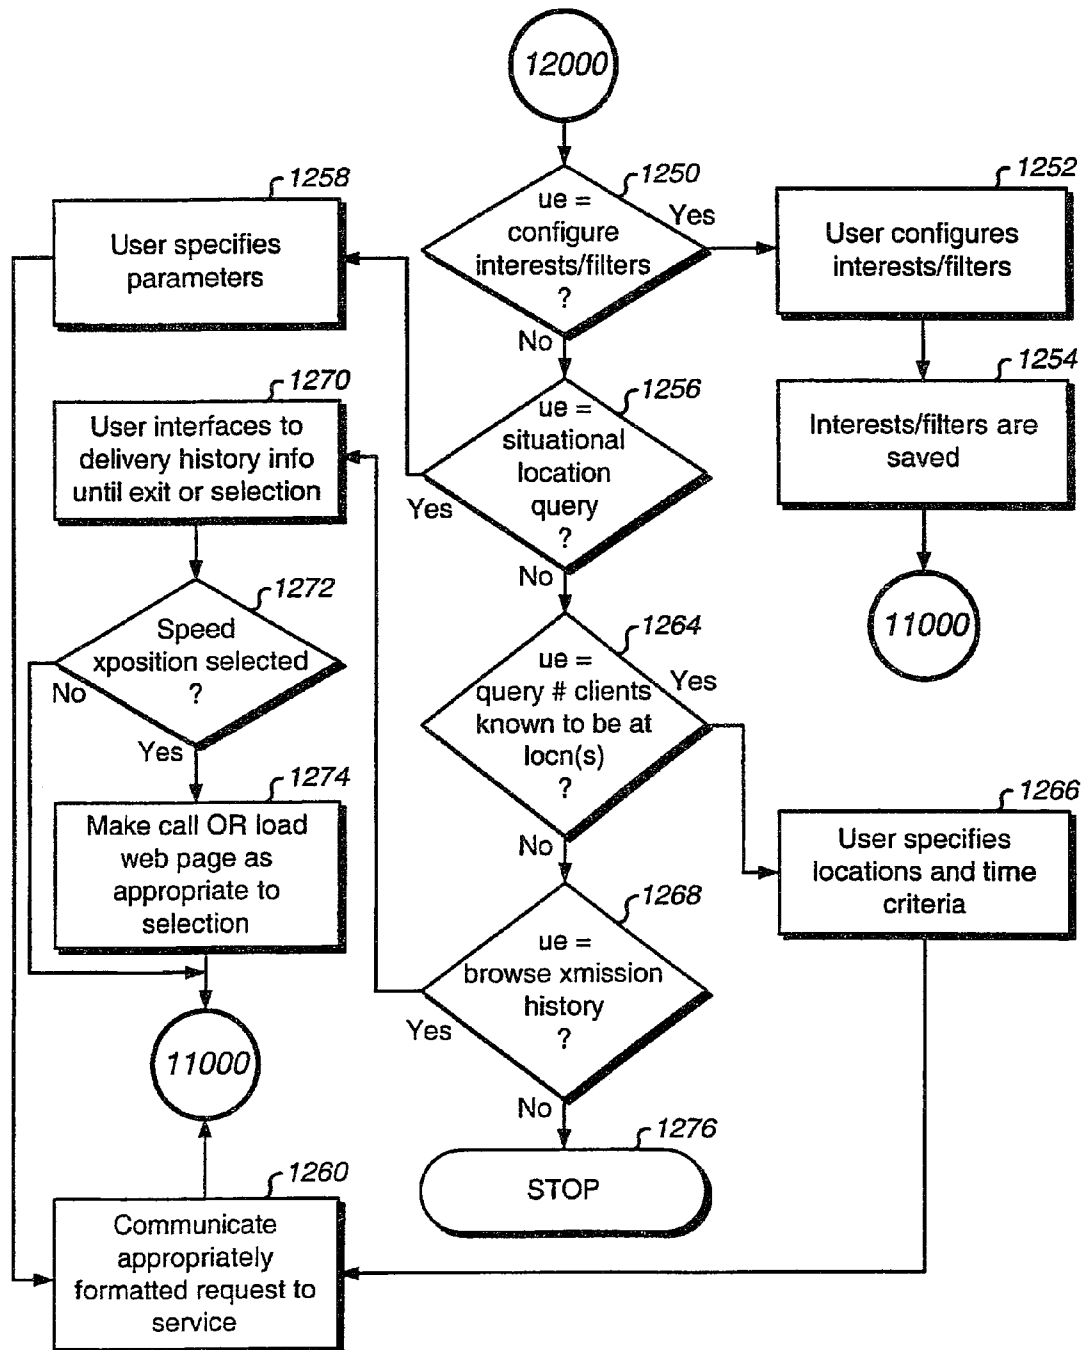 12000
1250
ue =
configure
interests/filters
?
Yes
No
1252
User configures
interests/filters
1254
Interests/filters are
saved
11000
1258
User specifies
parameters
1256
ue =
situational
location
query
?
Yes
No
1270
User interfaces to
delivery history info
until exit or selection
1272
Speed
xposition selected
?
No
Yes
1274
Make call OR load
web page as
appropriate to
selection
11000
1264
ue =
query # clients
known to be at
locn(s)
?
Yes
No
1266
User specifies
locations and time
criteria
1268
ue =
browse xmission
history
?
Yes
No
1276
STOP
1260
Communicate
appropriately
formatted request to
service